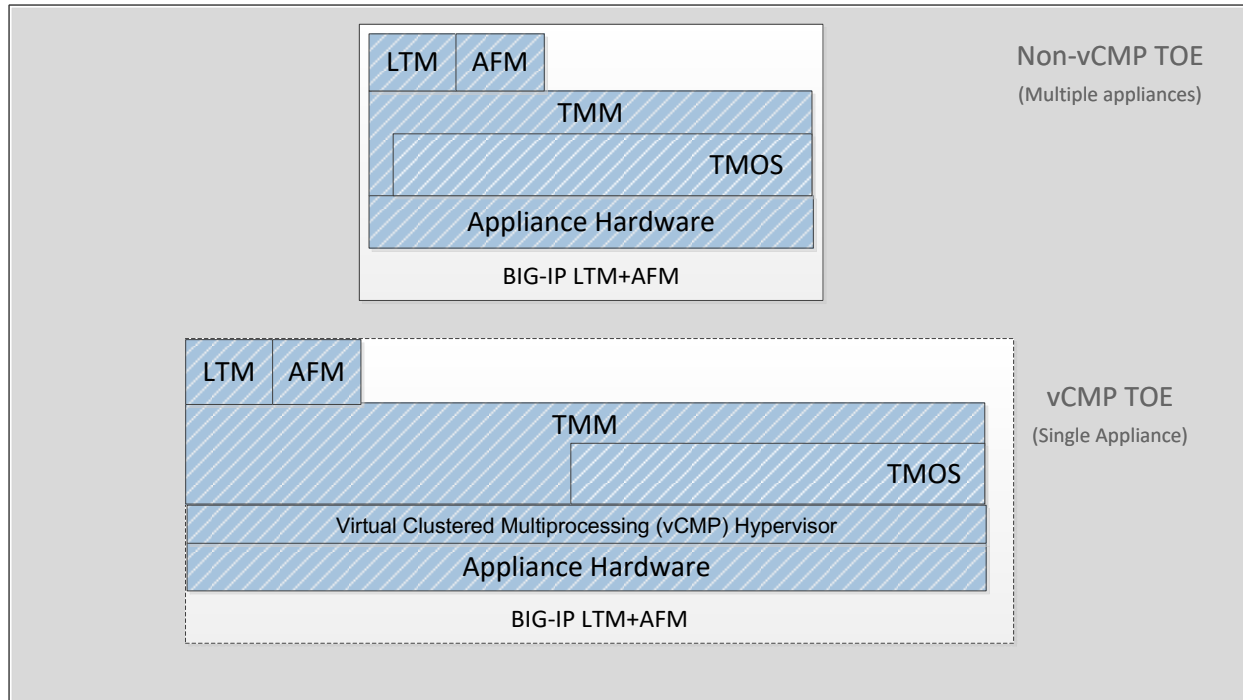 LTM AFM
Non-vCMP TOE
(Multiple appliances)
TMM
TMOS
Appliance Hardware
BIG-IP LTM+AFM
LTM AFM
vCMP TOE
(Single Appliance)
TMM
TMOS
Virtual Clustered Multiprocessing (vCMP) Hypervisor
Appliance Hardware
BIG-IP LTM+AFM